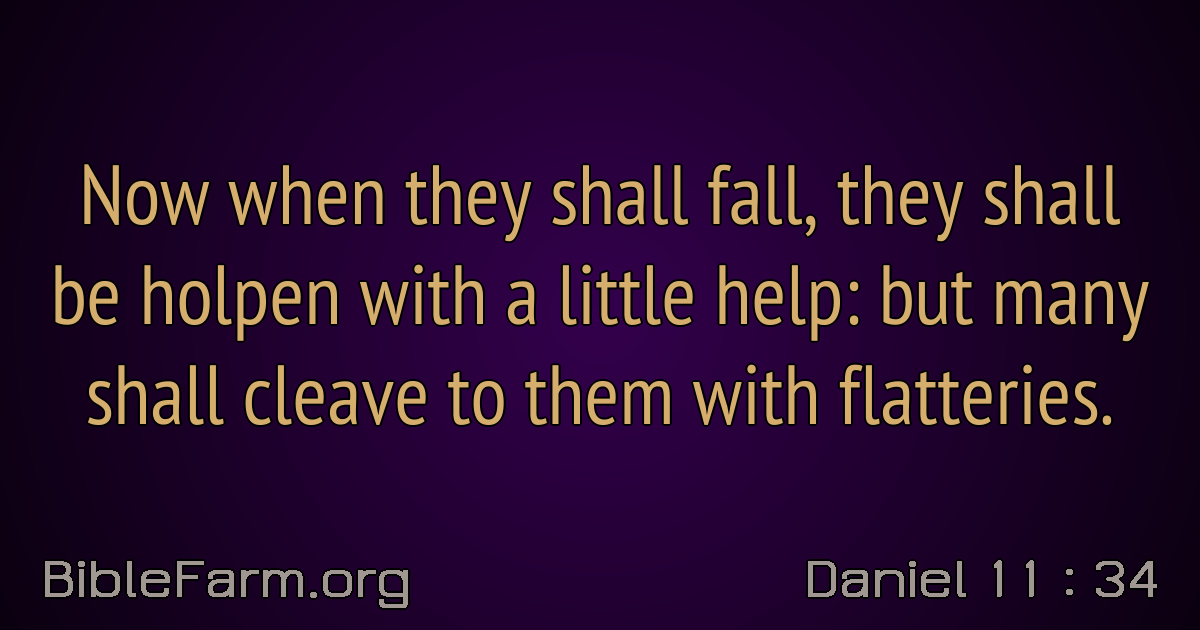 Now when they shall fall, they shall
be holpen with a little help: but many
shall cleave to them with flatteries.
BibleFarm.org
Daniel 11 : 34